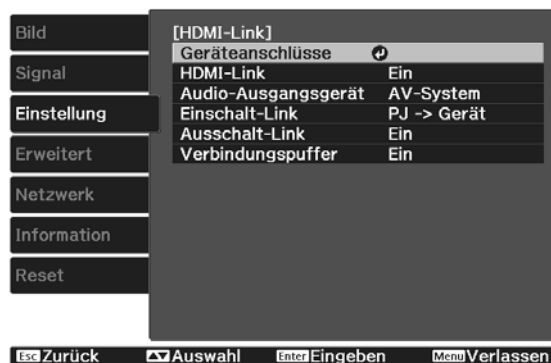 Bild
Signal
Einstellung
Erweitert
Netzwerk
Information
Reset
[HDMI-Link]
Geräteanschlüsse
HDMI-Link Ein
Audio-Ausgangsgerät AV-System
Einschalt-Link PJ -> Gerät
Ausschalt-Link Ein
Verbindungspuffer Ein
Esc Zurück Auswahl Enter Eingeben Menu Verlassen